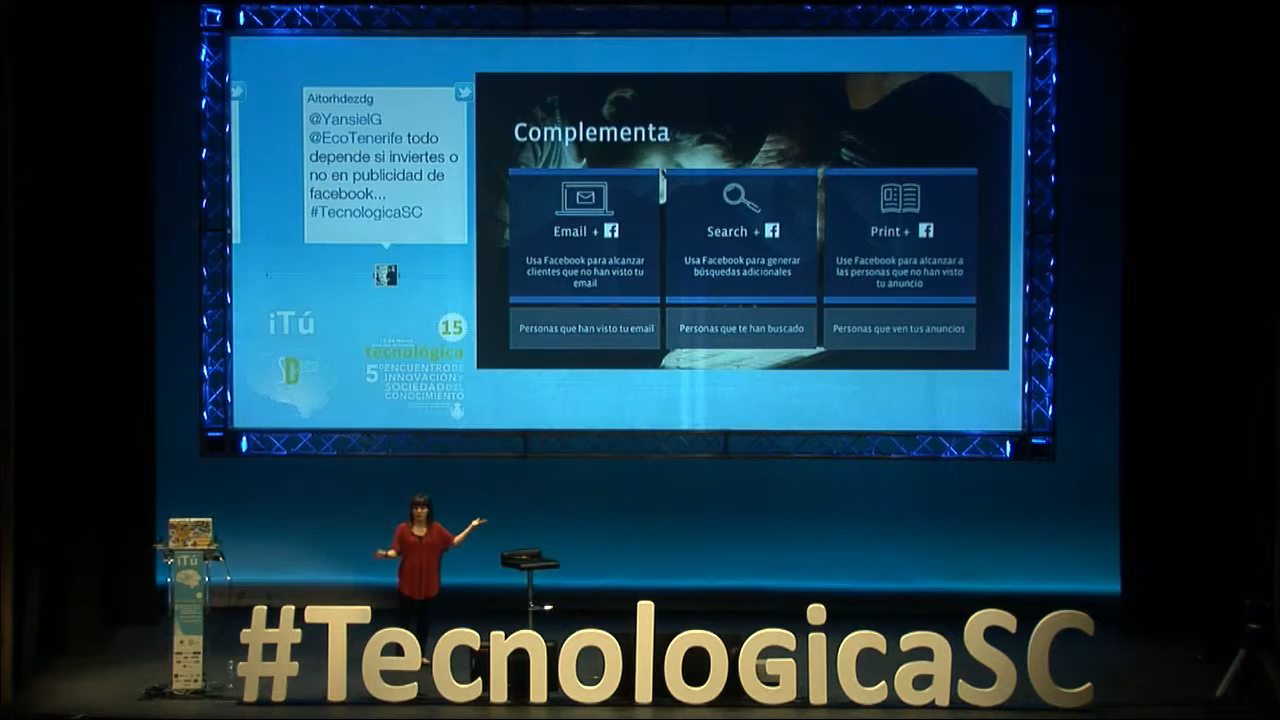 Aitorhdezdg
@YansielG
@EcoTenerife todo
depende si inviertes o
no en publicidad de
facebook...
#TecnologicaSC
Complementa
Email + f
Usa Facebook para alcanzar
clientes que no han visto tu
email
Personas que han visto tu email
Search + f
Usa Facebook para generar
búsquedas adicionales
Personas que te han buscado
Print + f
Use Facebook para alcanzar a
las personas que no han visto
tu anuncio
Personas que ven tus anuncios
iTú
15
tecnológica
5º ENCUENTRO DE
INNOVACIÓN Y
SOCIEDAD DEL
CONOCIMIENTO
iTú
#TecnoloGicaSC